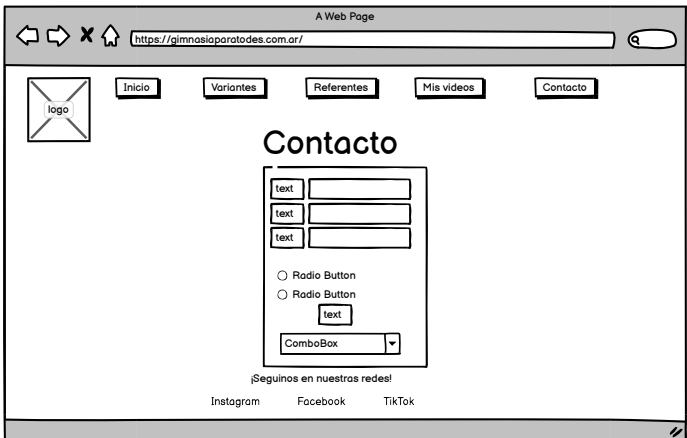 A Web Page
https://gimnasiaparatodes.com.ar/
logo
Inicio Variantes Referentes Mis videos Contacto
Contacto
text
text
text
Radio Button
Radio Button
text
ComboBox
¡Seguinos en nuestras redes!
Instagram Facebook TikTok